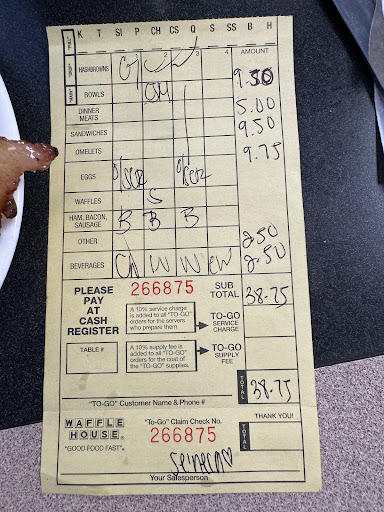 K T SI P CH CS Q S SS B H
1 2 3 4 AMOUNT
HASHBROWNS
9.50
BOWLS
DINNER MEATS 5.00
SANDWICHES 9.50
OMELETS 9.75
EGGS
WAFFLES S
HAM, BACON, SAUSAGE B B B
OTHER 2.50
BEVERAGES W W 2.50
PLEASE PAY AT CASH REGISTER
266875
SUB TOTAL 38.75
A 10% service charge is added to all "TO-GO" orders for the servers who prepare them.
TO-GO SERVICE CHARGE
TABLE #
A 10% supply fee is added to all "TO-GO" orders for the cost of the "TO-GO" supplies.
TO-GO SUPPLY FEE
TOTAL 38.75
"TO-GO" Customer Name & Phone #
WAFFLE HOUSE
"GOOD FOOD FAST"®
"To-Go" Claim Check No.
266875
THANK YOU!
TOTAL
Your Salesperson